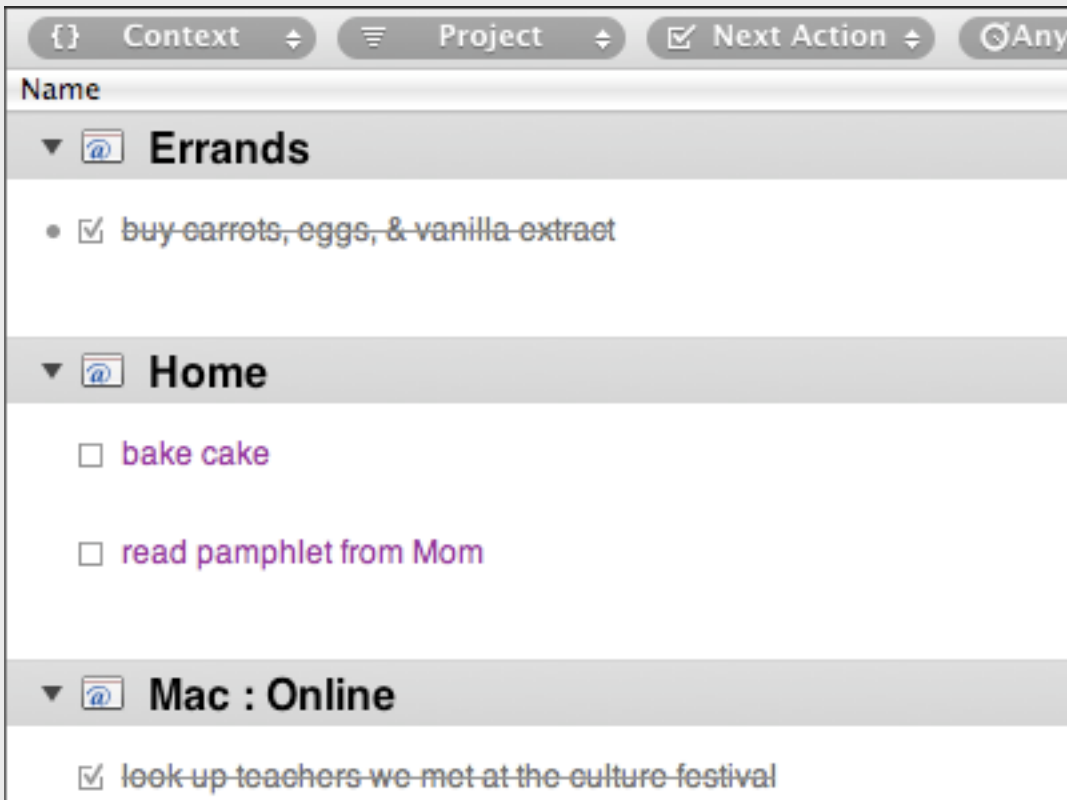 {} Context
Project
Next Action
Any
Name
@ Errands
buy carrots, eggs, & vanilla extract
@ Home
bake cake
read pamphlet from Mom
@ Mac : Online
look up teachers we met at the culture festival